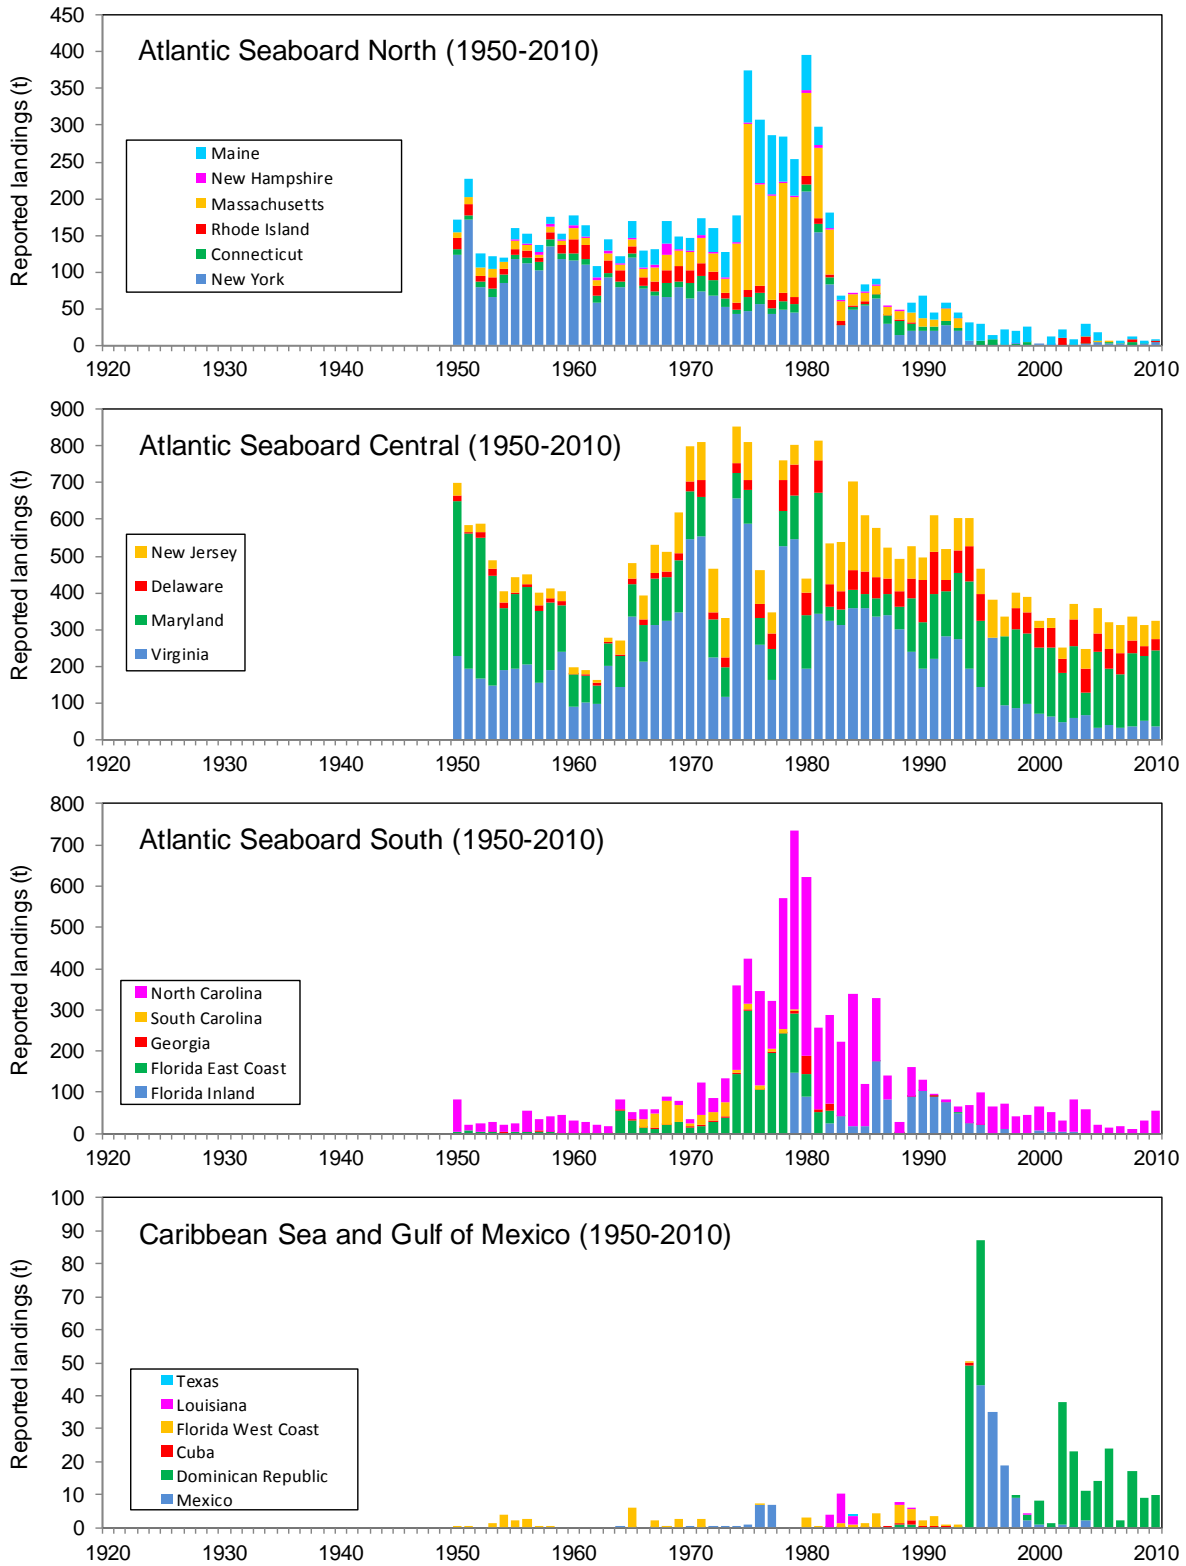 Atlantic Seaboard North (1950-2010)
Reported landings (t)
450
400
350
300
250
200
150
100
50
0
Maine
New Hampshire
Massachusetts
Rhode Island
Connecticut
New York
1920 1930 1940 1950 1960 1970 1980 1990 2000 2010
Atlantic Seaboard Central (1950-2010)
Reported landings (t)
900
800
700
600
500
400
300
200
100
0
New Jersey
Delaware
Maryland
Virginia
1920 1930 1940 1950 1960 1970 1980 1990 2000 2010
Atlantic Seaboard South (1950-2010)
Reported landings (t)
800
700
600
500
400
300
200
100
0
North Carolina
South Carolina
Georgia
Florida East Coast
Florida Inland
1920 1930 1940 1950 1960 1970 1980 1990 2000 2010
Caribbean Sea and Gulf of Mexico (1950-2010)
Reported landings (t)
100
90
80
70
60
50
40
30
20
10
0
Texas
Louisiana
Florida West Coast
Cuba
Dominican Republic
Mexico
1920 1930 1940 1950 1960 1970 1980 1990 2000 2010